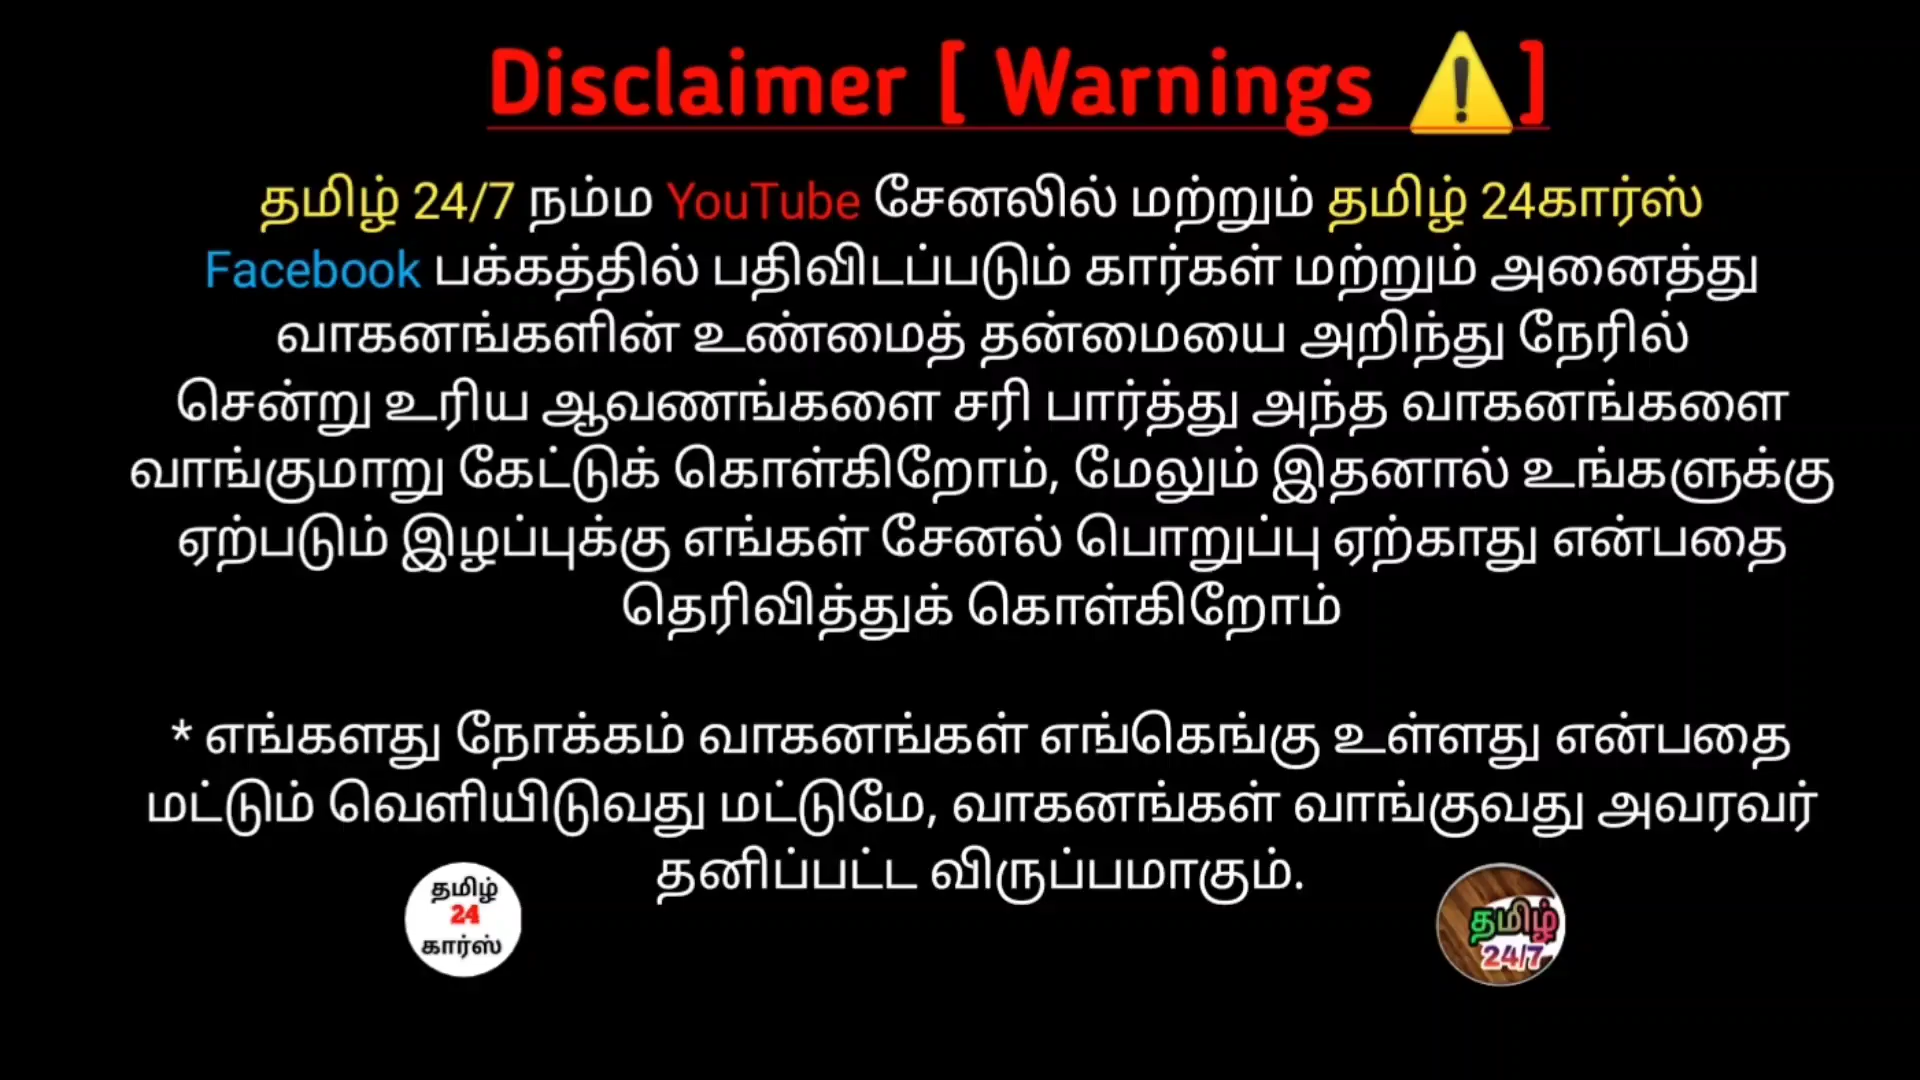 Disclaimer [ Warnings ⚠️]
தமிழ் 24/7 நம்ம YouTube சேனலில் மற்றும் தமிழ் 24கார்ஸ்
Facebook பக்கத்தில் பதிவிடப்படும் கார்கள் மற்றும் அனைத்து
வாகனங்களின் உண்மைத் தன்மையை அறிந்து நேரில்
சென்று உரிய ஆவணங்களை சரி பார்த்து அந்த வாகனங்களை
வாங்குமாறு கேட்டுக் கொள்கிறோம், மேலும் இதனால் உங்களுக்கு
ஏற்படும் இழப்புக்கு எங்கள் சேனல் பொறுப்பு ஏற்காது என்பதை
தெரிவித்துக் கொள்கிறோம்
* எங்களது நோக்கம் வாகனங்கள் எங்கெங்கு உள்ளது என்பதை
மட்டும் வெளியிடுவது மட்டுமே, வாகனங்கள் வாங்குவது அவரவர்
தனிப்பட்ட விருப்பமாகும்.
தமிழ்
24
கார்ஸ்
தமிழ்
24/7